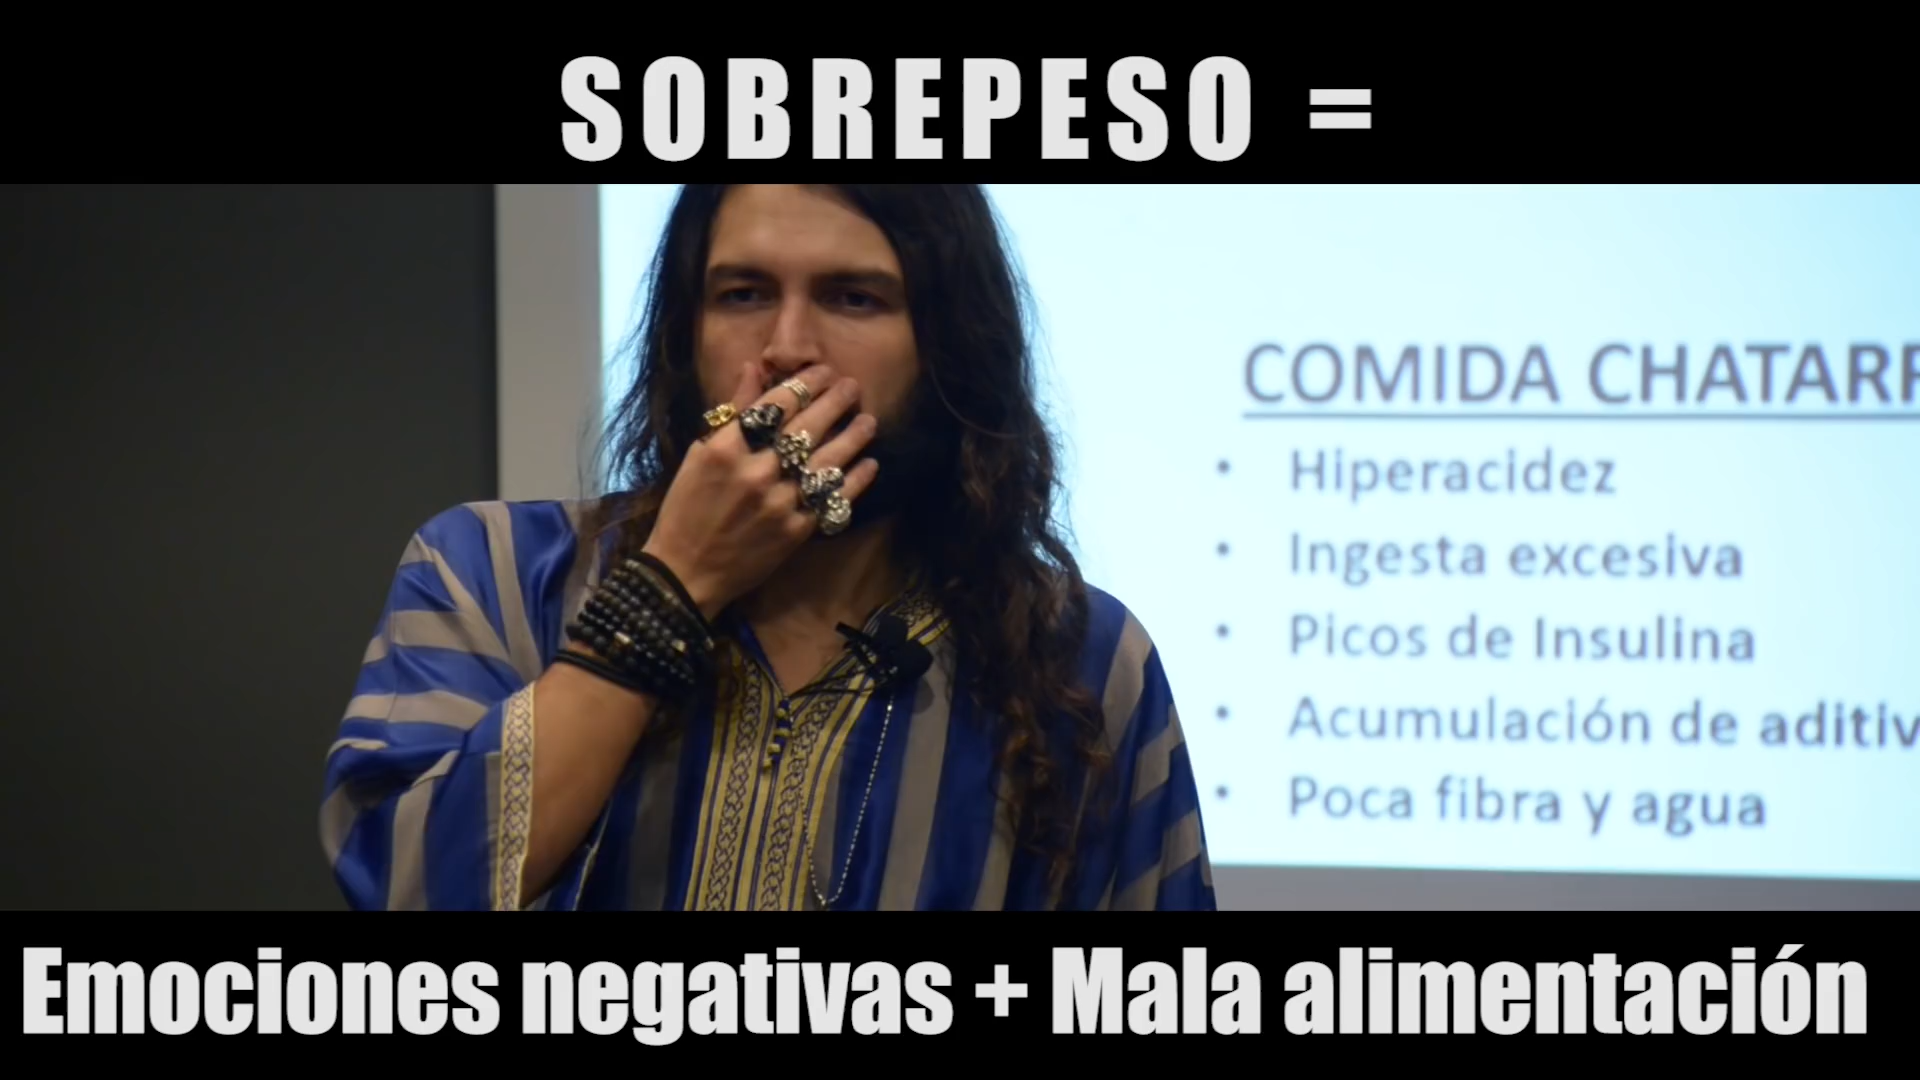 SOBREPESO =
COMIDA CHATARR
• Hiperacidez
• Ingesta excesiva
• Picos de Insulina
• Acumulación de aditiv
• Poca fibra y agua
Emociones negativas + Mala alimentación